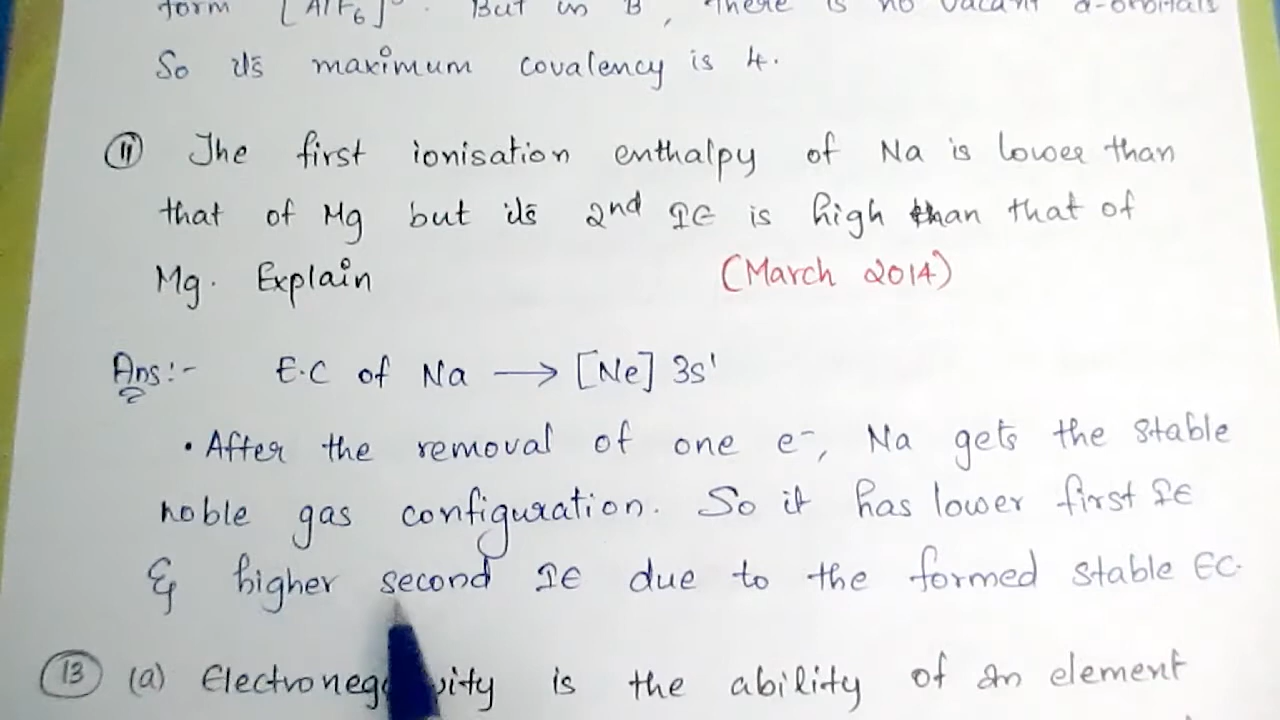 form [AlF6]3-. But in B, there is no vacant d-orbitals
So its maximum covalency is 4.
11 The first ionisation enthalpy of Na is lower than
that of Mg but its 2nd IE is high than that of
Mg. Explain (March 2014)
Ans:- E.C of Na → [Ne] 3s¹
• After the removal of one e⁻, Na gets the stable
noble gas configuration. So it has lower first IE
& higher second IE due to the formed stable EC.
13 (a) Electronegativity is the ability of an element